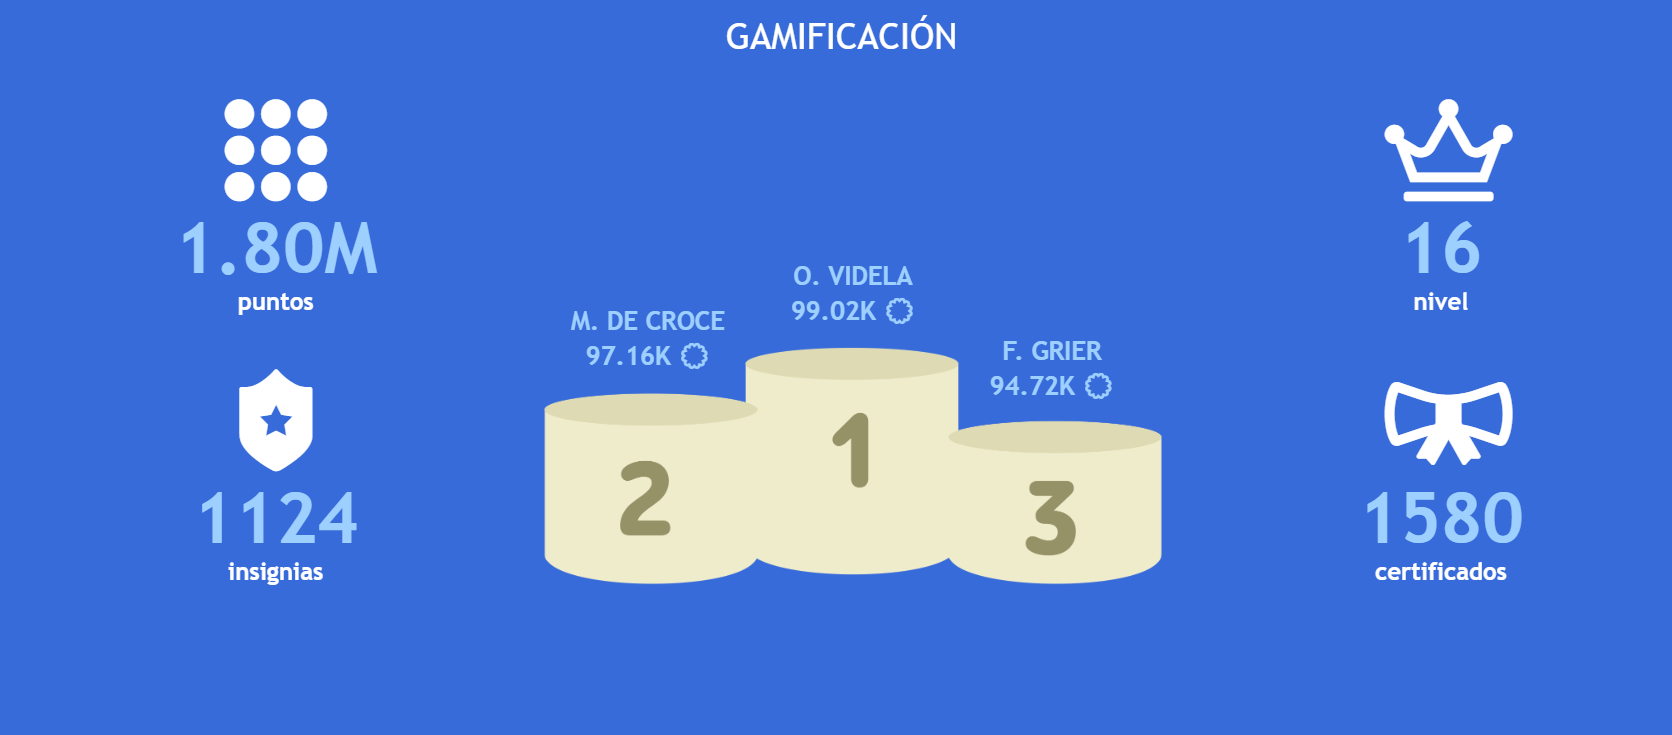 GAMIFICACIÓN
1.80M
puntos
1124
insignias
M. DE CROCE
97.16K
2
O. VIDELA
99.02K
1
F. GRIER
94.72K
3
16
nivel
1580
certificados